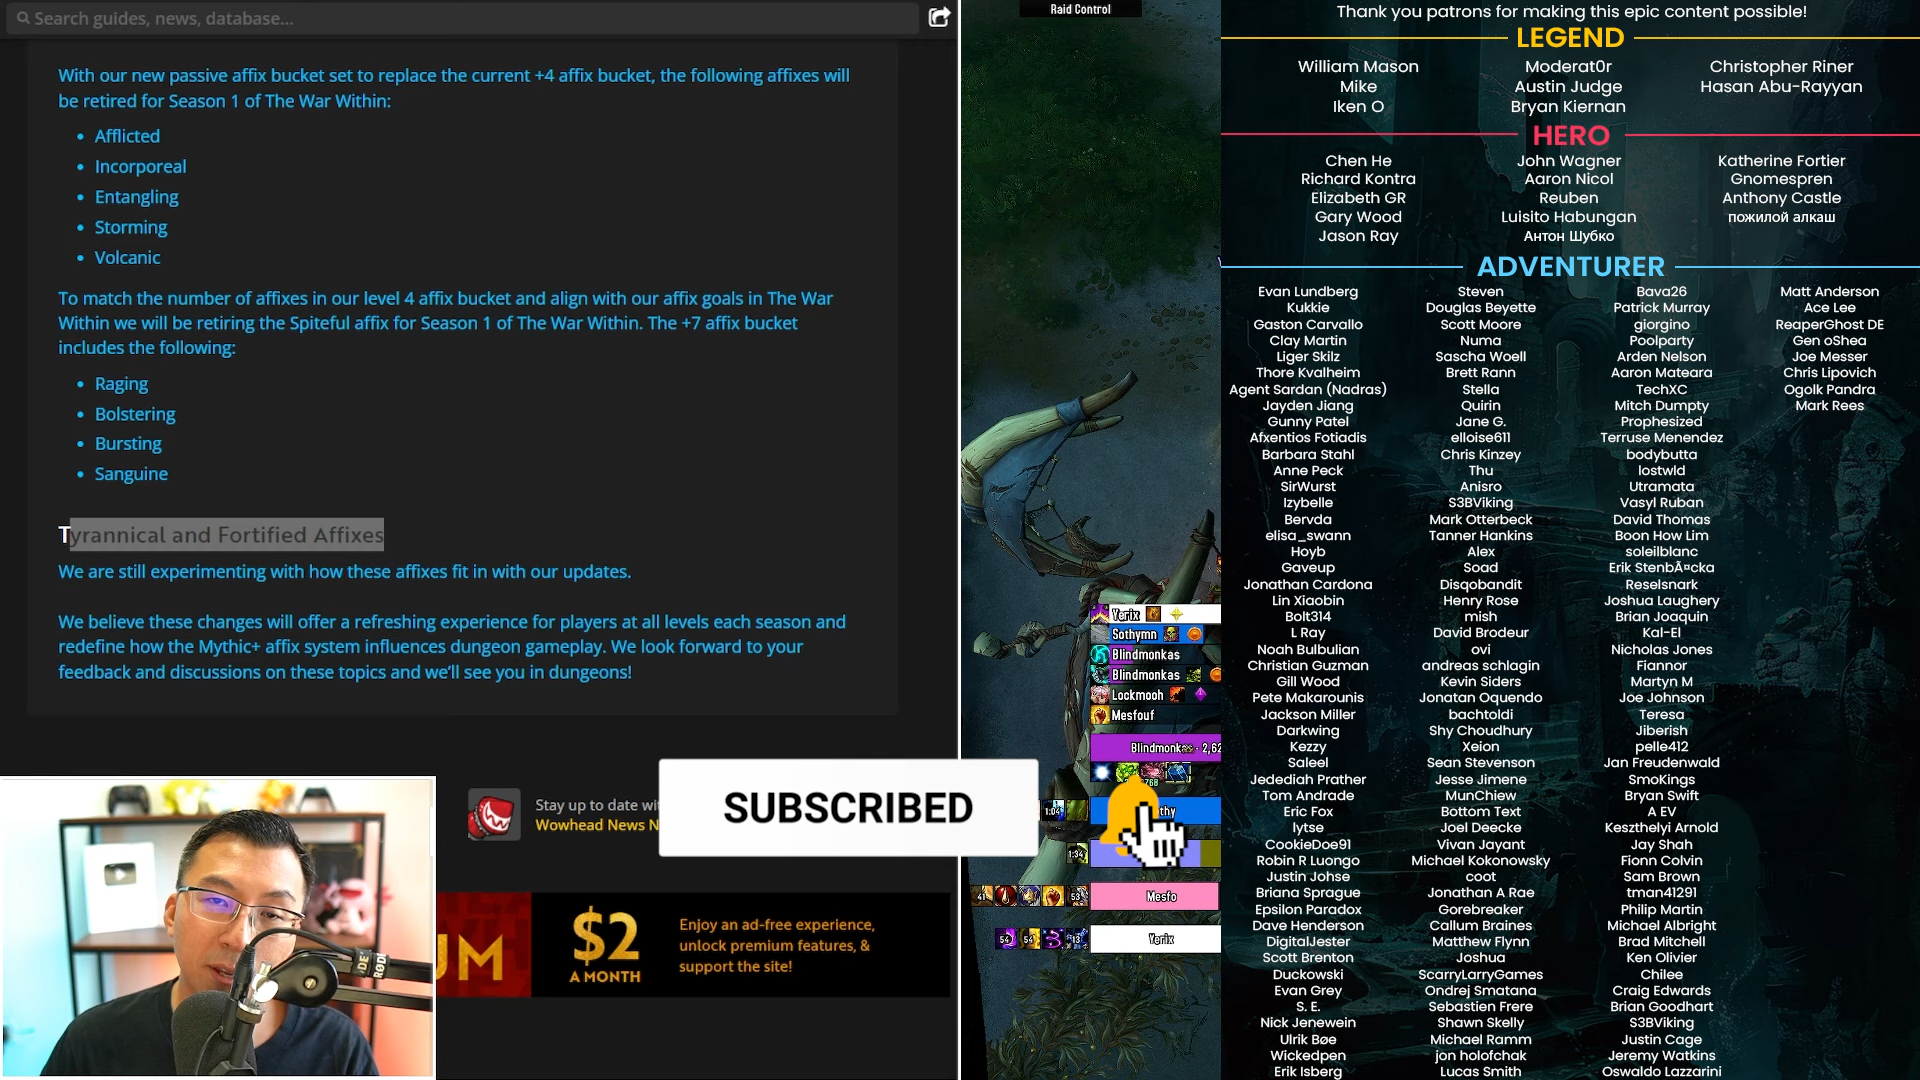 Search guides, news, database...
With our new passive affix bucket set to replace the current +4 affix bucket, the following affixes will
be retired for Season 1 of The War Within:
Afflicted
Incorporeal
Entangling
Storming
Volcanic
To match the number of affixes in our level 4 affix bucket and align with our affix goals in The War
Within we will be retiring the Spiteful affix for Season 1 of The War Within. The +7 affix bucket
includes the following:
Raging
Bolstering
Bursting
Sanguine
Tyrannical and Fortified Affixes
We are still experimenting with how these affixes fit in with our updates.
We believe these changes will offer a refreshing experience for players at all levels each season and
redefine how the Mythic+ affix system influences dungeon gameplay. We look forward to your
feedback and discussions on these topics and we'll see you in dungeons!
Stay up to date wit
Wowhead News N
SUBSCRIBED
UM
$2
A MONTH
Enjoy an ad-free experience,
unlock premium features, &
support the site!
RØDE
Raid Control
Yerix
Sothymn
Blindmonkas
Blindmonkas
Lockmooh
Mesfouf
Blindmonkas - 2,62
768
1:04
thy
1:34
41
53
Mesfo
54
54
13
Yerix
Thank you patrons for making this epic content possible!
LEGEND
William Mason
Mike
Iken O
Moderat0r
Austin Judge
Bryan Kiernan
Christopher Riner
Hasan Abu-Rayyan
HERO
Chen He
Richard Kontra
Elizabeth GR
Gary Wood
Jason Ray
John Wagner
Aaron Nicol
Reuben
Luisito Habungan
Антон Шубко
Katherine Fortier
Gnomespren
Anthony Castle
пожилой алкаш
ADVENTURER
Evan Lundberg
Kukkie
Gaston Carvallo
Clay Martin
Liger Skilz
Thore Kvalheim
Agent Sardan (Nadras)
Jayden Jiang
Gunny Patel
Afxentios Fotiadis
Barbara Stahl
Anne Peck
SirWurst
Izybelle
Bervda
elisa_swann
Hoyb
Gaveup
Jonathan Cardona
Lin Xiaobin
Bolt314
L Ray
Noah Bulbulian
Christian Guzman
Gill Wood
Pete Makarounis
Jackson Miller
Darkwing
Kezzy
Saleel
Jedediah Prather
Tom Andrade
Eric Fox
lytse
CookieDoe91
Robin R Luongo
Justin Johse
Briana Sprague
Epsilon Paradox
Dave Henderson
DigitalJester
Scott Brenton
Duckowski
Evan Grey
S. E.
Nick Jenewein
Ulrik Bøe
Wickedpen
Erik Isberg
Steven
Douglas Beyette
Scott Moore
Numa
Sascha Woell
Brett Rann
Stella
Quirin
Jane G.
elloise611
Chris Kinzey
Thu
Anisro
S3BViking
Mark Otterbeck
Tanner Hankins
Alex
Soad
Disqobandit
Henry Rose
mish
David Brodeur
ovi
andreas schlagin
Kevin Siders
Jonatan Oquendo
bachtoldi
Shy Choudhury
Xeion
Sean Stevenson
Jesse Jimene
MunChiew
Bottom Text
Joel Deecke
Vivan Jayant
Michael Kokonowsky
coot
Jonathan A Rae
Gorebreaker
Callum Braines
Matthew Flynn
Joshua
ScarryLarryGames
Ondrej Smatana
Sebastien Frere
Shawn Skelly
Michael Ramm
jon holofchak
Lucas Smith
Bava26
Patrick Murray
giorgino
Poolparty
Arden Nelson
Aaron Mateara
TechXC
Mitch Dumpty
Prophesized
Terruse Menendez
bodybutta
lostwld
Utramata
Vasyl Ruban
David Thomas
Boon How Lim
soleilblanc
Erik StenbÃ¤cka
Reselsnark
Joshua Laughery
Brian Joaquin
Kal-El
Nicholas Jones
Fiannor
Martyn M
Joe Johnson
Teresa
Jiberish
pelle412
Jan Freudenwald
SmoKings
Bryan Swift
A EV
Keszthelyi Arnold
Jay Shah
Fionn Colvin
Sam Brown
tman41291
Philip Martin
Michael Albright
Brad Mitchell
Ken Olivier
Chilee
Craig Edwards
Brian Goodhart
S3BViking
Justin Cage
Jeremy Watkins
Oswaldo Lazzarini
Matt Anderson
Ace Lee
ReaperGhost DE
Gen oShea
Joe Messer
Chris Lipovich
Ogolk Pandra
Mark Rees